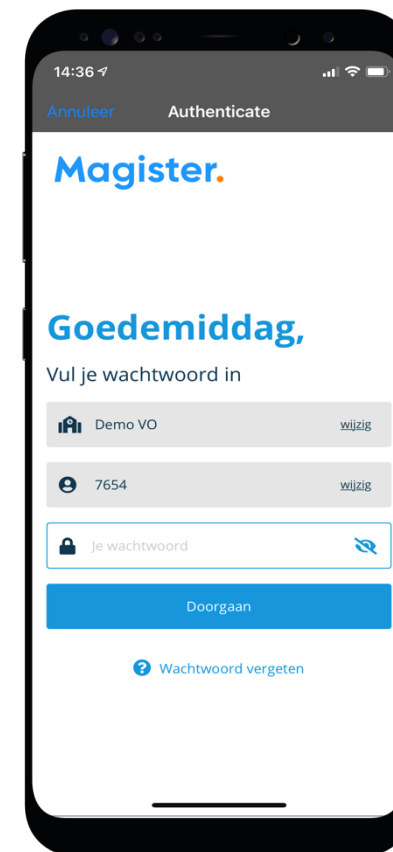 14:36
Annuleer Authenticate
Magister.
Goedemiddag,
Vul je wachtwoord in
Demo VO wijzig
7654 wijzig
Je wachtwoord
Doorgaan
? Wachtwoord vergeten